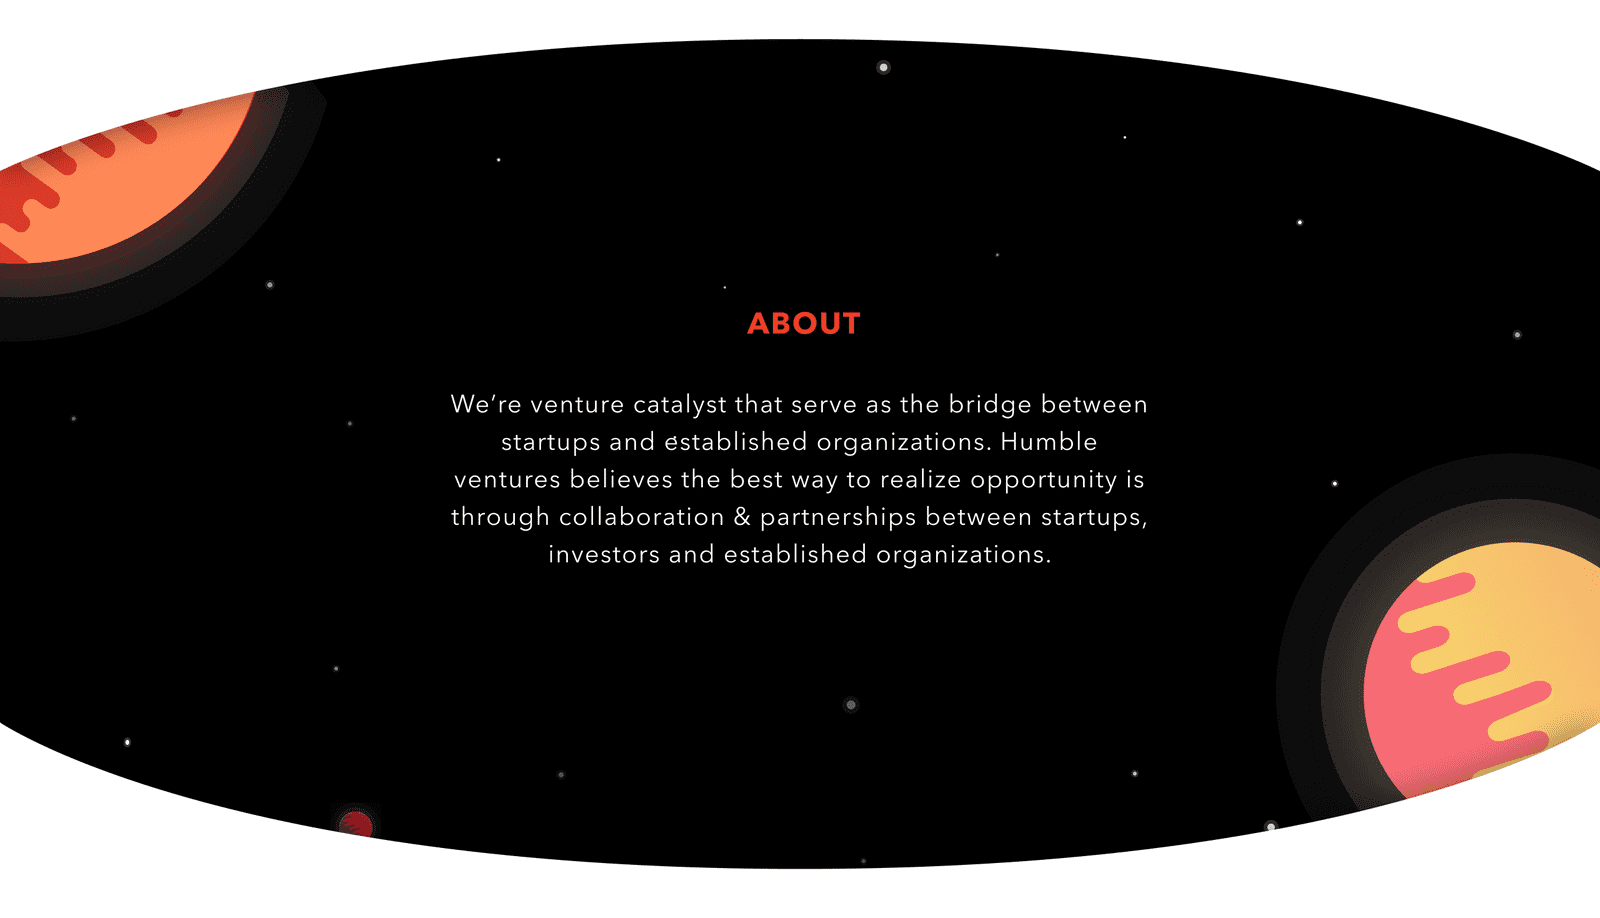 ABOUT
We’re venture catalyst that serve as the bridge between
startups and established organizations. Humble
ventures believes the best way to realize opportunity is
through collaboration & partnerships between startups,
investors and established organizations.